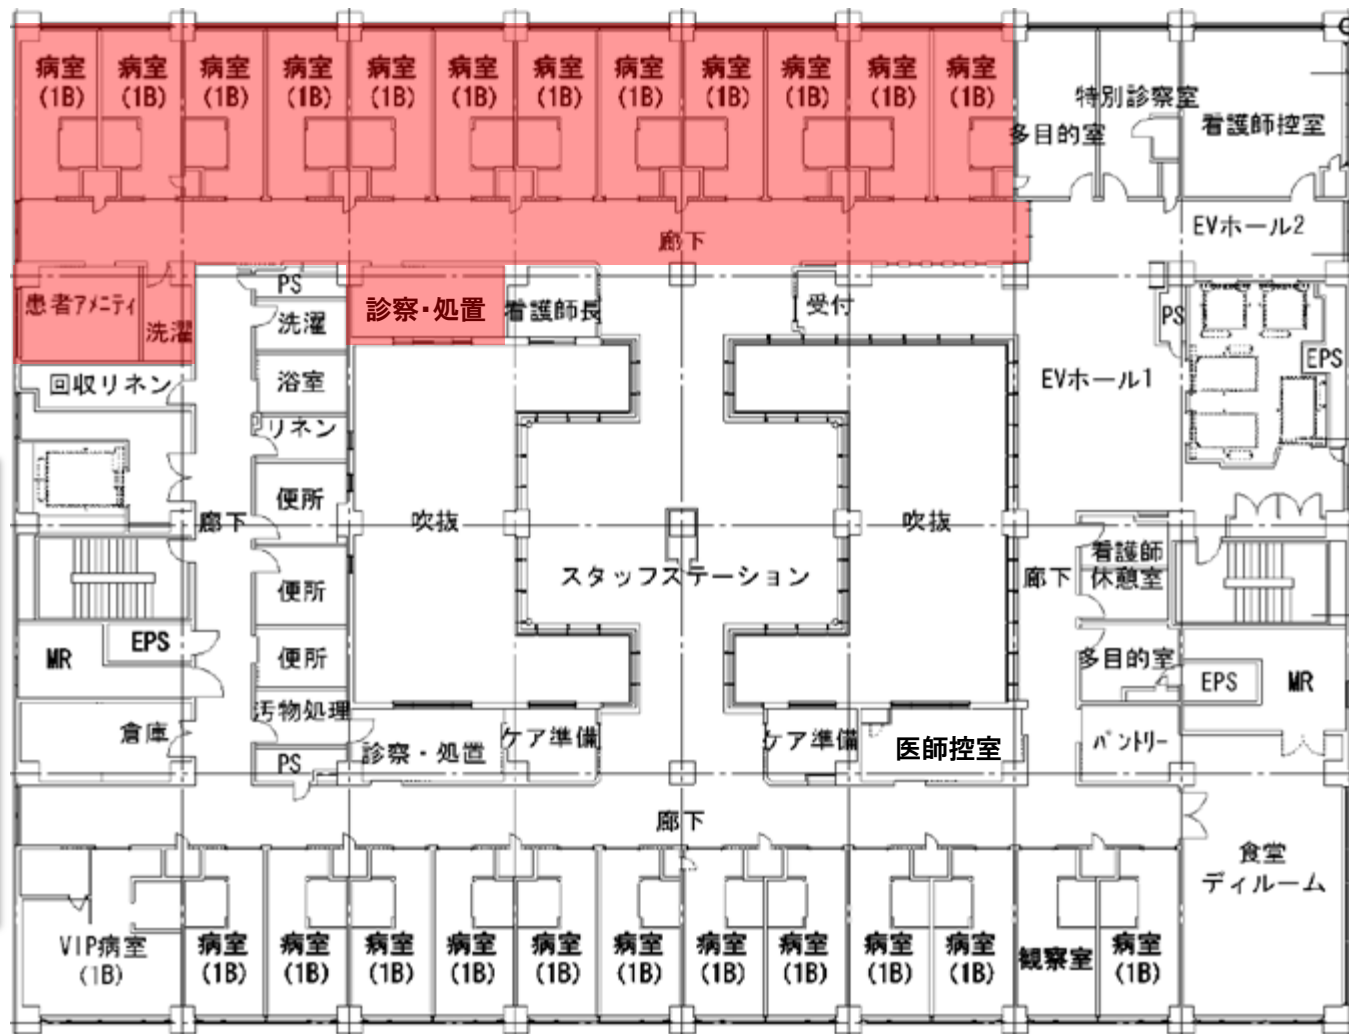 病室 病室 病室 病室 病室 病室 病室 病室 病室 病室 病室 病室
(1B) (1B) (1B) (1B) (1B) (1B) (1B) (1B) (1B) (1B) (1B) (1B)
特別診察室
多目的室
看護師控室
廊下
EVホール2
患者アメニティ
洗濯
PS
洗濯
診察・処置
看護師長
受付
PS
EPS
回収リネン
浴室
EVホール1
リネン
便所
廊下
吹抜
吹抜
スタッフステーション
便所
廊下
看護師
休憩室
MR
EPS
便所
多目的室
EPS
MR
倉庫
汚物処理
PS
診察・処置
ケア準備
ケア準備
医師控室
パントリー
廊下
食堂
ディルーム
VIP病室
(1B)
病室 病室 病室 病室 病室 病室 病室 病室 病室 病室
(1B) (1B) (1B) (1B) (1B) (1B) (1B) (1B) (1B) (1B)
観察室
病室
(1B)